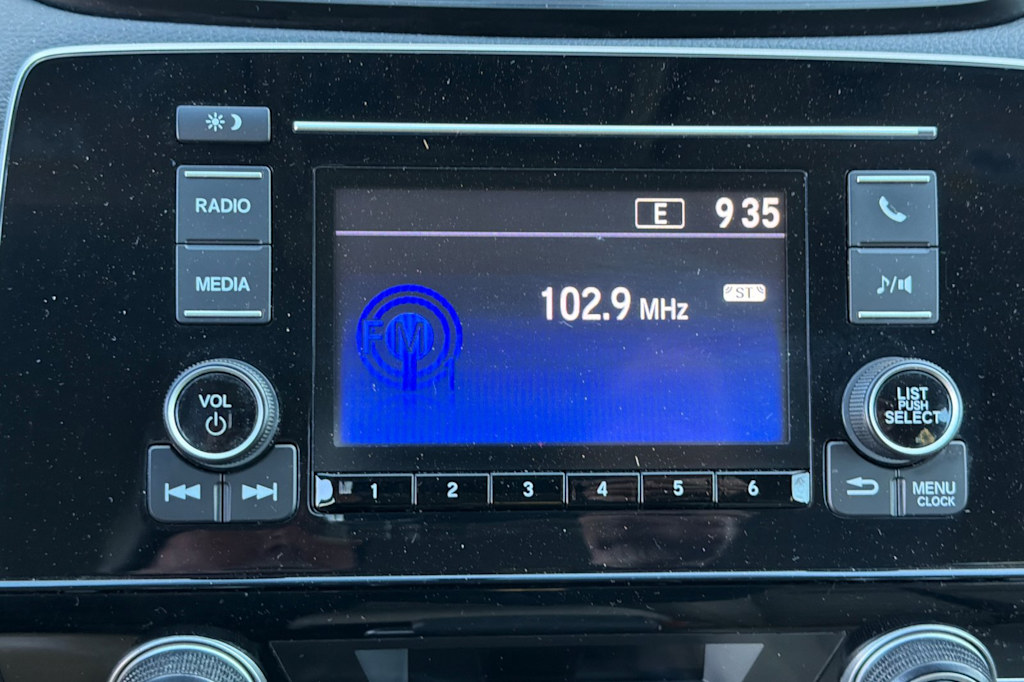 RADIO
MEDIA
E 9 35
102.9 MHz ST
FM
VOL
LIST
PUSH
SELECT
1 2 3 4 5 6
MENU
CLOCK